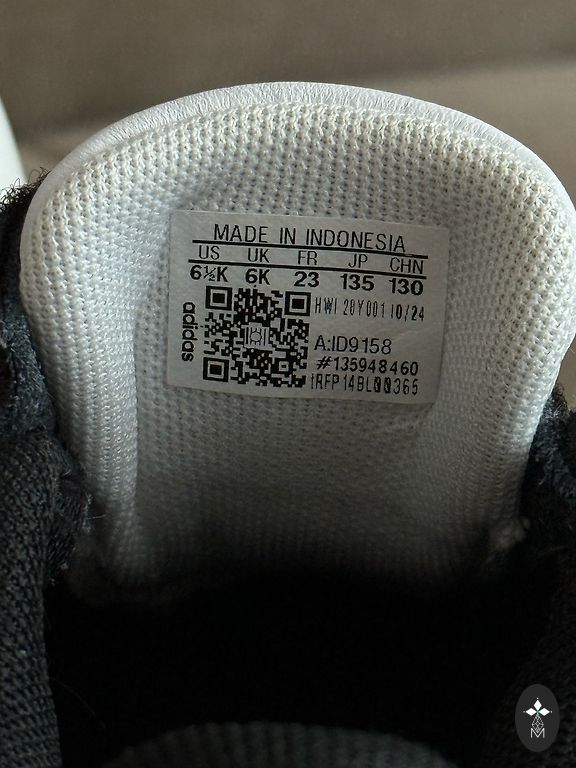 MADE IN INDONESIA
US UK FR JP CHN
6½K 6K 23 135 130
HWI 28Y001 10/24
A:ID9158
#135948460
1RFP14BL00365
adidas
M